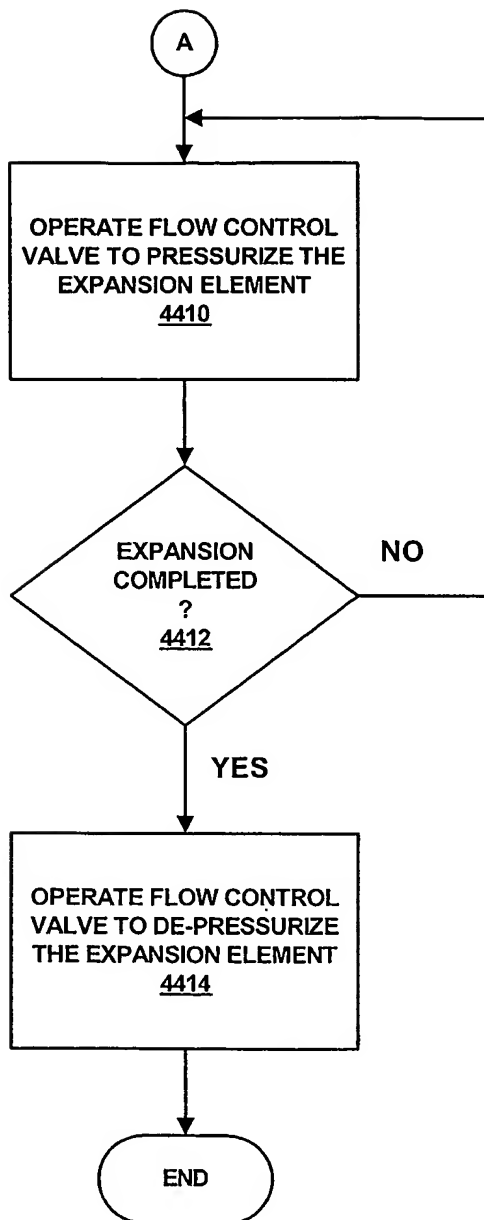 A
OPERATE FLOW CONTROL
VALVE TO PRESSURIZE THE
EXPANSION ELEMENT
4410
EXPANSION
COMPLETED
?
4412
NO
YES
OPERATE FLOW CONTROL
VALVE TO DE-PRESSURIZE
THE EXPANSION ELEMENT
4414
END